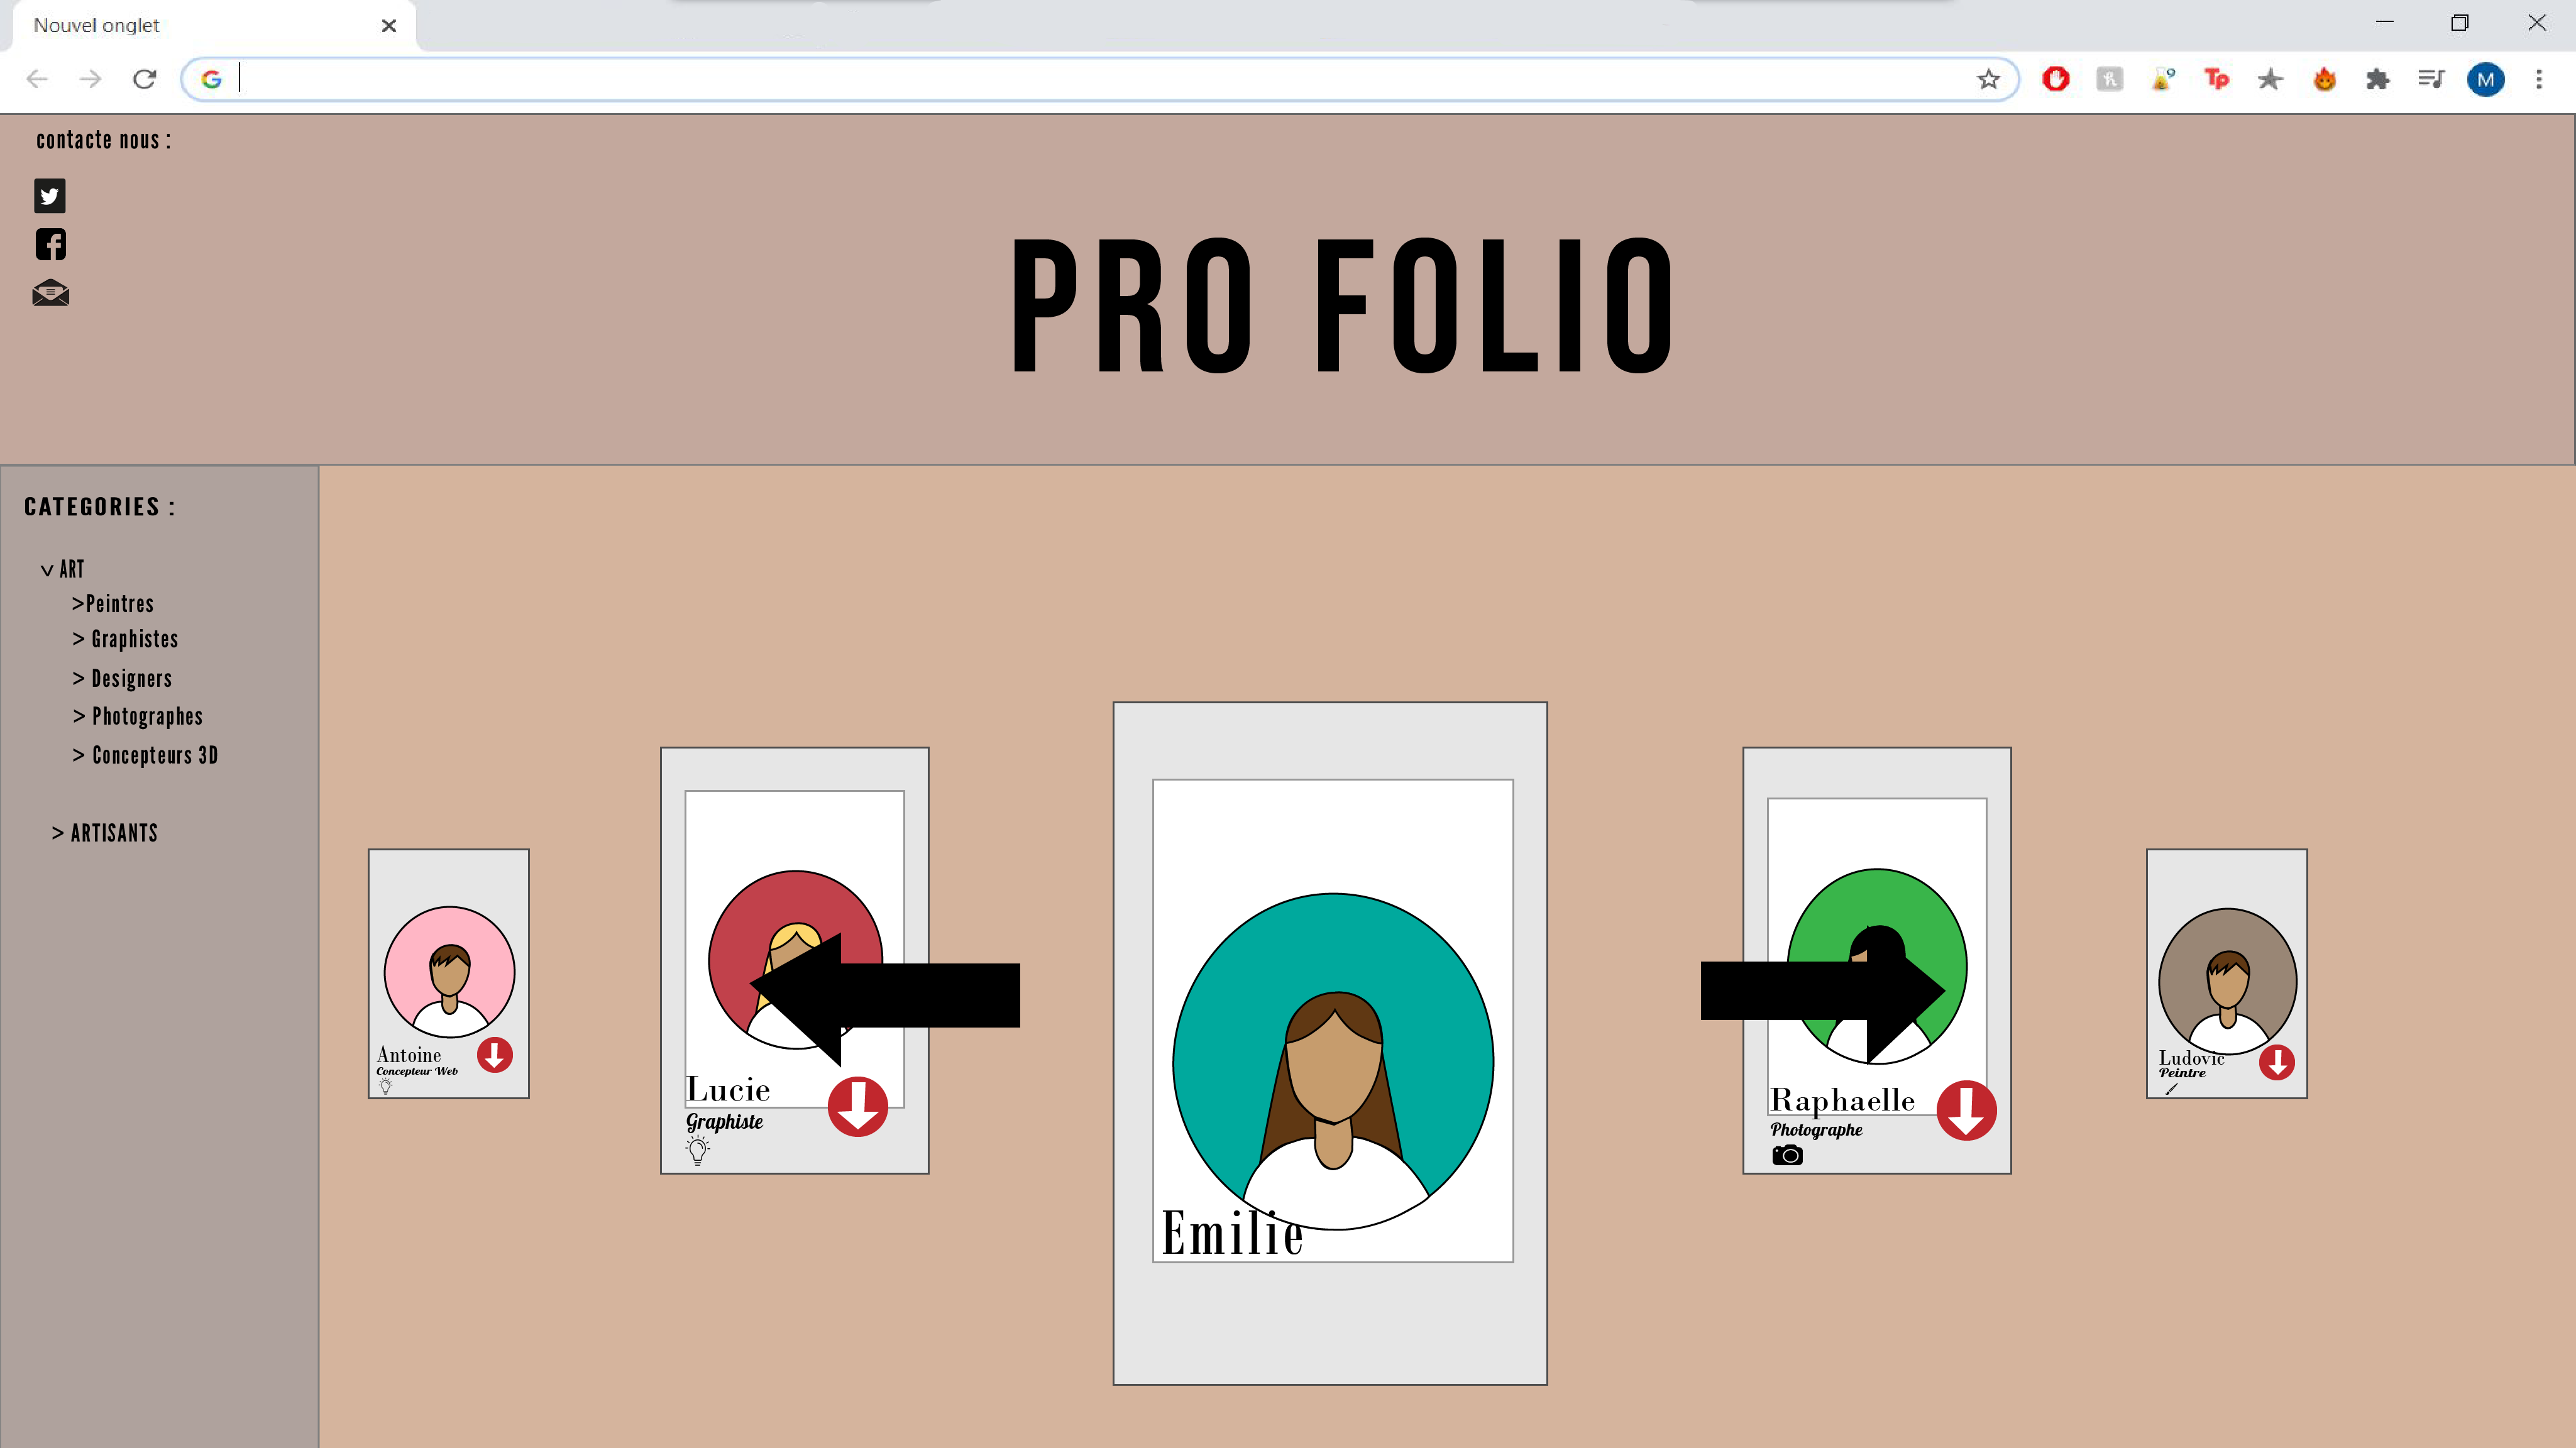 Nouvel onglet
Tp
M
contacte nous :
PRO FOLIO
CATEGORIES :
v ART
>Peintres
> Graphistes
> Designers
> Photographes
> Concepteurs 3D
> ARTISANTS
Antoine
Concepteur Web
Lucie
Graphiste
Emilie
Raphaelle
Photographe
Ludovic
Peintre